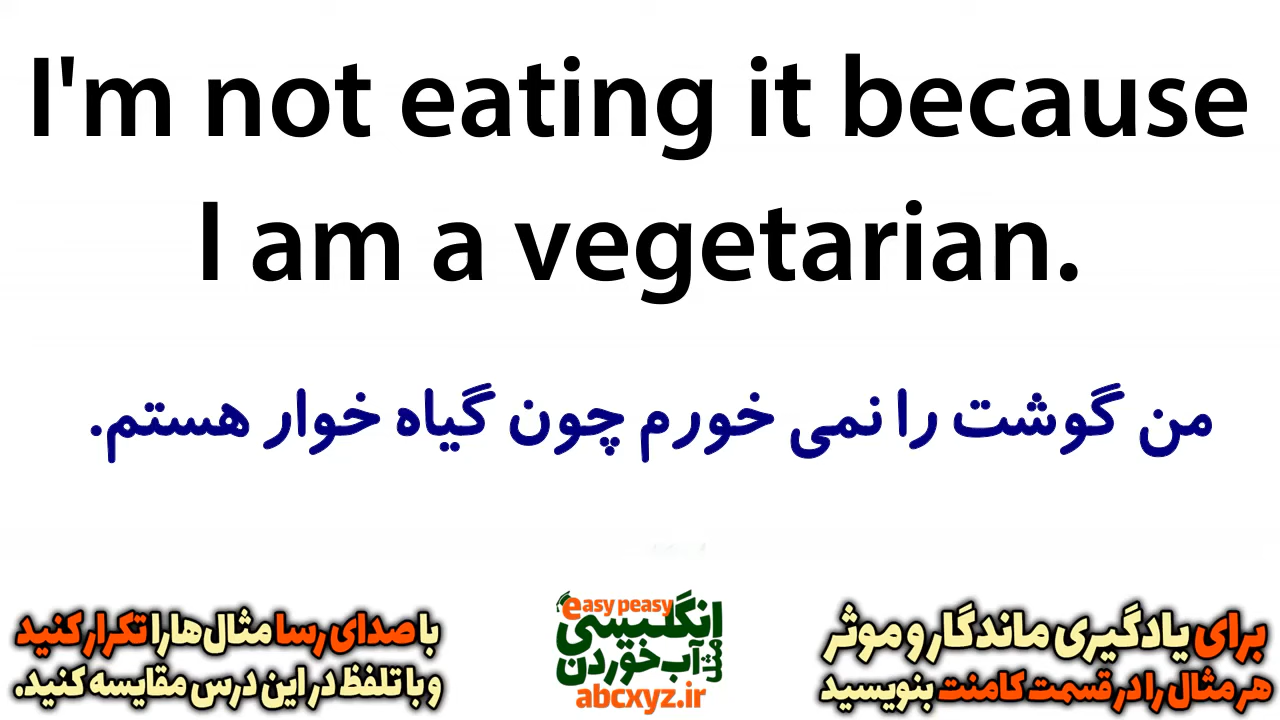 I'm not eating it because
I am a vegetarian.
من گوشت را نمی خورم چون گیاه خوار هستم.
برای یادگیری ماندگار و موثر
هر مثال را در قسمت کامنت بنویسید
easy peasy
انگلیسی
مثل آب خوردن
abcxyz.ir
با صدای رسا مثال‌ها را تکرار کنید
و با تلفظ در این درس مقایسه کنید.